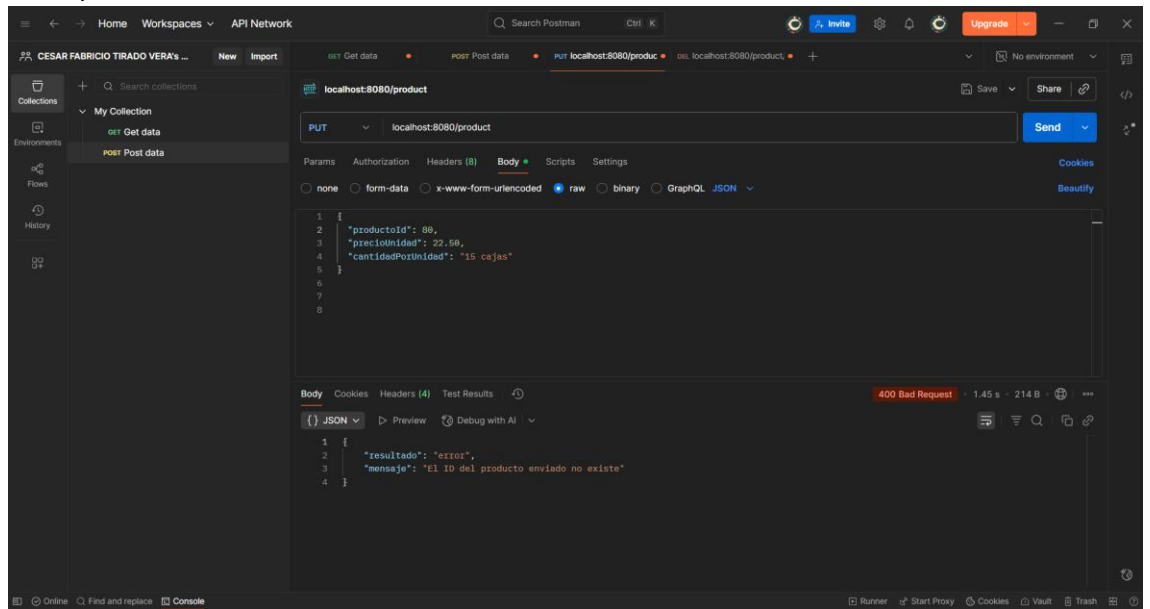 Home Workspaces API Network Search Postman Ctrl K Invite Upgrade
CESAR FABRICIO TIRADO VERA's ... New Import GET Get data POST Post data PUT localhost:8080/produc DEL localhost:8080/product, No environment
Collections Search collections
My Collection
GET Get data
POST Post data
Environments
Flows
History
HTTP localhost:8080/product Save Share
PUT localhost:8080/product Send
Params Authorization Headers (8) Body Scripts Settings Cookies
none form-data x-www-form-urlencoded raw binary GraphQL JSON Beautify
1 {
2 "productoId": 80,
3 "precioUnidad": 22.50,
4 "cantidadPorUnidad": "15 cajas"
5 }
6
7
8
Body Cookies Headers (4) Test Results 400 Bad Request 1.45 s 214 B
{} JSON Preview Debug with AI
1 {
2 "resultado": "error",
3 "mensaje": "El ID del producto enviado no existe"
4 }
Online Find and replace Console Runner Start Proxy Cookies Vault Trash